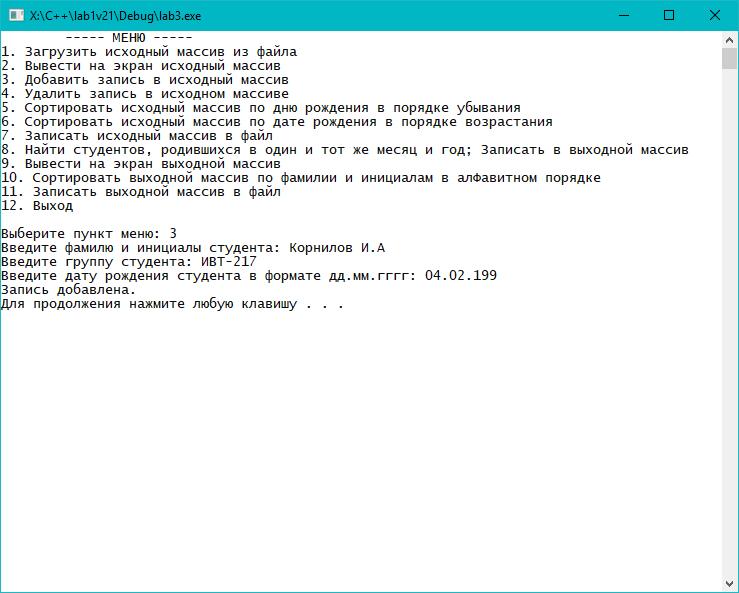 X:\C++\lab1v21\Debug\lab3.exe
----- МЕНЮ -----
1. Загрузить исходный массив из файла
2. Вывести на экран исходный массив
3. Добавить запись в исходный массив
4. Удалить запись в исходном массиве
5. Сортировать исходный массив по дню рождения в порядке убывания
6. Сортировать исходный массив по дате рождения в порядке возрастания
7. Записать исходный массив в файл
8. Найти студентов, родившихся в один и тот же месяц и год; Записать в выходной массив
9. Вывести на экран выходной массив
10. Сортировать выходной массив по фамилии и инициалам в алфавитном порядке
11. Записать выходной массив в файл
12. Выход
Выберите пункт меню: 3
Введите фамилю и инициалы студента: Корнилов И.А
Введите группу студента: ИВТ-217
Введите дату рождения студента в формате дд.мм.гггг: 04.02.199
Запись добавлена.
Для продолжения нажмите любую клавишу . . .